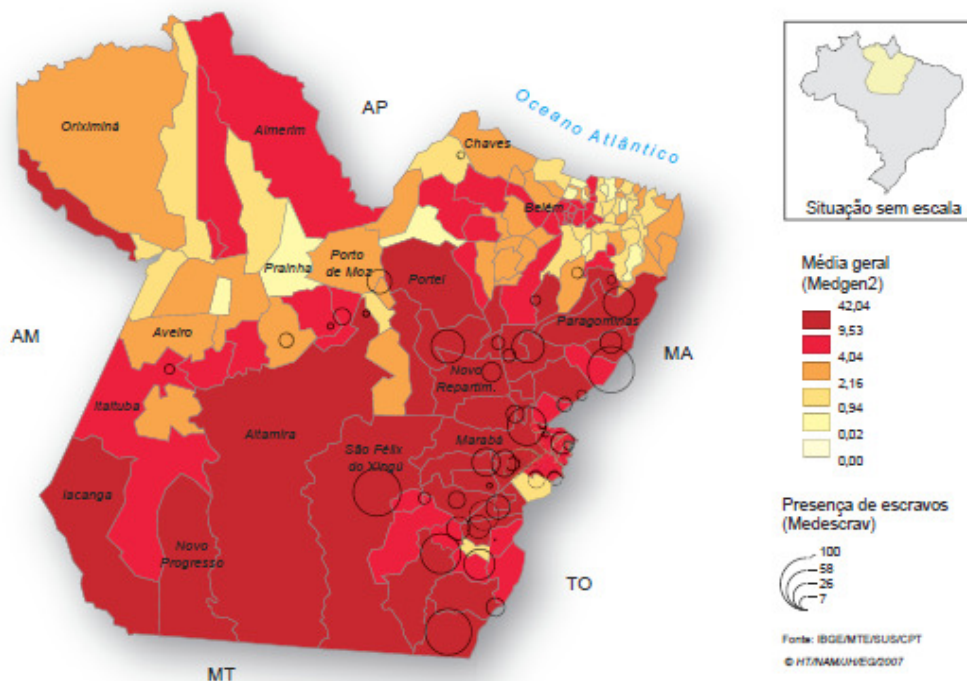 AP
Oceano Atlântico
Oriximiná
Almerim
Chaves
Belém
Situação sem escala
Prainha
Porto
de Moz
Portel
Média geral
(Medgen2)
42,04
9,53
4,04
2,16
0,94
0,02
0,00
AM
Aveiro
Paragominas
MA
Novo
Repartim.
Itaituba
Altamira
São Félix
do Xingú
Marabá
Iacanga
Novo
Progresso
Presença de escravos
(Medescrav)
100
58
26
7
TO
MT
Fonte: IBGE/MTE/SUS/CPT
© HT/NAM/JH/EG/2007